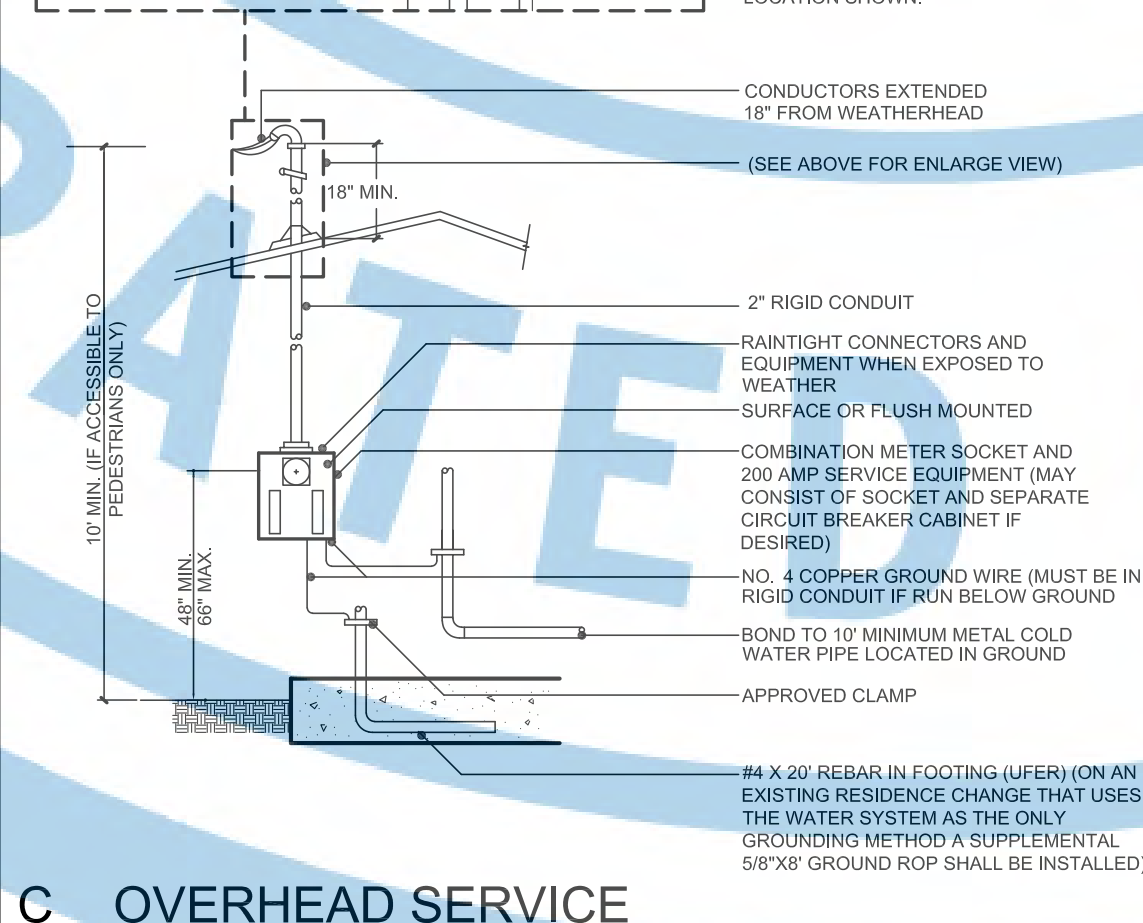 LOCATION SHOWN.
CONDUCTORS EXTENDED
18" FROM WEATHERHEAD
(SEE ABOVE FOR ENLARGE VIEW)
18" MIN.
2" RIGID CONDUIT
RAINTIGHT CONNECTORS AND
EQUIPMENT WHEN EXPOSED TO
WEATHER
SURFACE OR FLUSH MOUNTED
COMBINATION METER SOCKET AND
200 AMP SERVICE EQUIPMENT (MAY
CONSIST OF SOCKET AND SEPARATE
CIRCUIT BREAKER CABINET IF
DESIRED)
NO. 4 COPPER GROUND WIRE (MUST BE IN
RIGID CONDUIT IF RUN BELOW GROUND
BOND TO 10' MINIMUM METAL COLD
WATER PIPE LOCATED IN GROUND
APPROVED CLAMP
#4 X 20' REBAR IN FOOTING (UFER) (ON AN
EXISTING RESIDENCE CHANGE THAT USES
THE WATER SYSTEM AS THE ONLY
GROUNDING METHOD A SUPPLEMENTAL
5/8"X8' GROUND ROP SHALL BE INSTALLED)
10' MIN. (IF ACCESSIBLE TO
PEDESTRIANS ONLY)
48" MIN.
66" MAX.
PATED
C OVERHEAD SERVICE